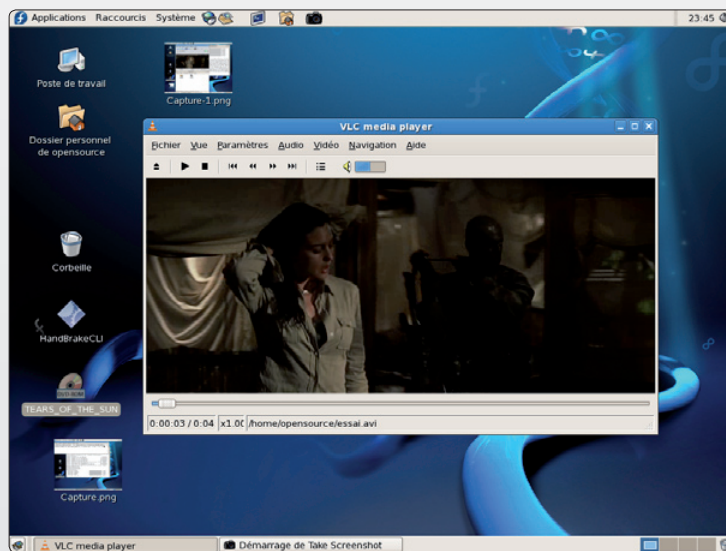 Applications Raccourcis Système
23:45
Poste de travail
Capture-1.png
Dossier personnel
de opensource
VLC media player
Fichier Vue Paramètres Audio Vidéo Navigation Aide
Corbeille
HandBrakeCLI
DVD-ROM
TEARS_OF_THE_SUN
0:00:03 / 0:04 x1.00 /home/opensource/essai.avi
Capture.png
VLC media player
Démarrage de Take Screenshot